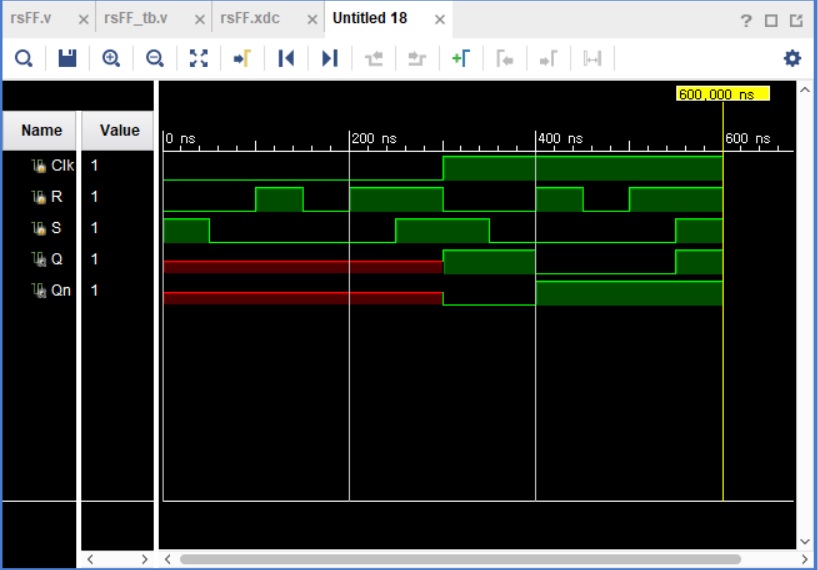 rsFF.v × rsFF_tb.v × rsFF.xdc × Untitled 18 × ?
600,000 ns
Name Value 0 ns 200 ns 400 ns 600 ns
Clk 1
R 1
S 1
Q 1
Qn 1